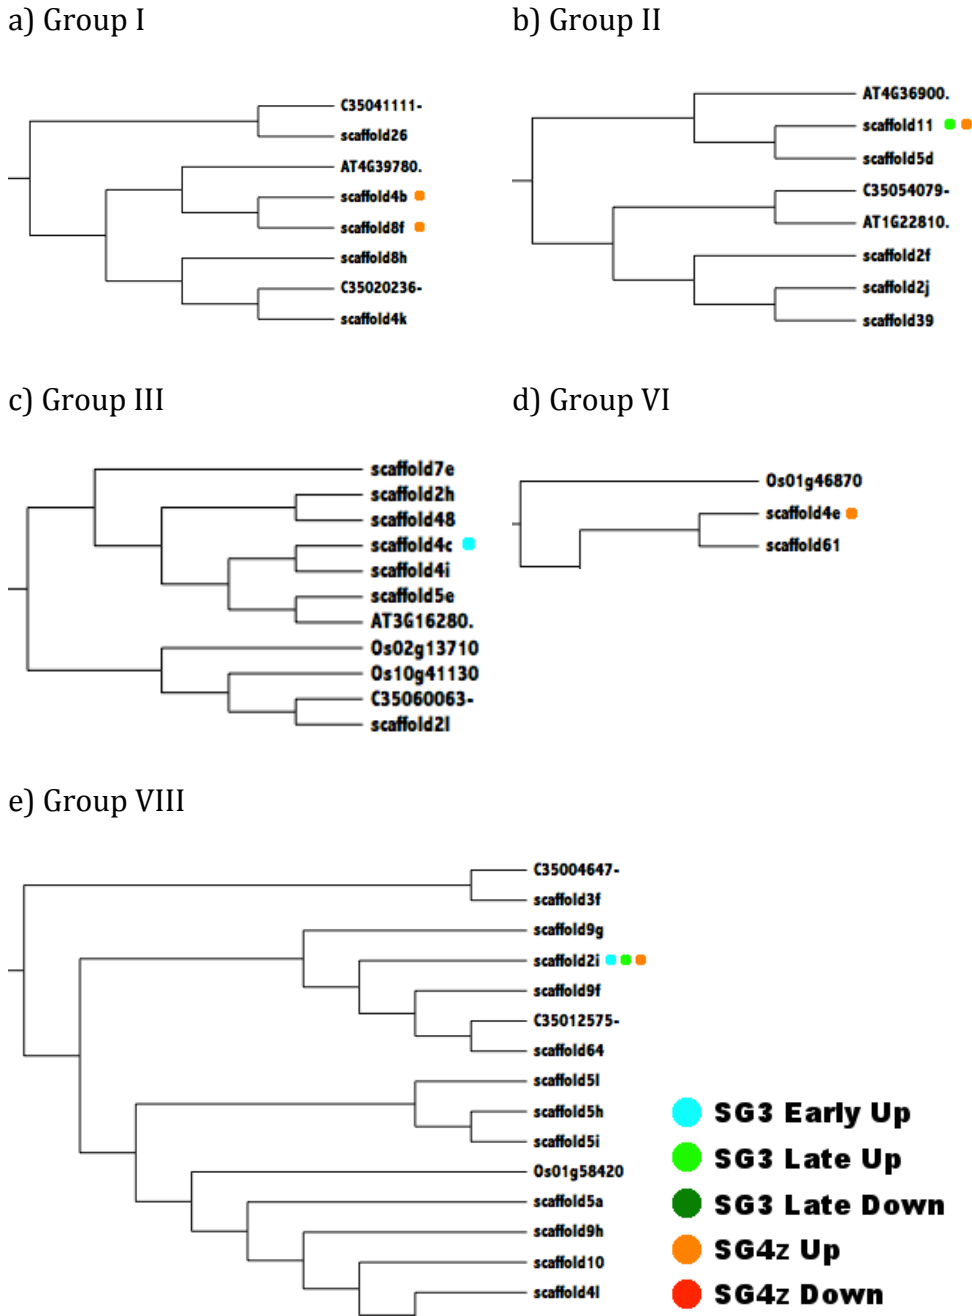 a) Group I
C35041111-
scaffold26
AT4G39780.
scaffold4b
scaffold8f
scaffold8h
C35020236-
scaffold4k
b) Group II
AT4G36900.
scaffold11
scaffold5d
C35054079-
AT1G22810.
scaffold2f
scaffold2j
scaffold39
c) Group III
scaffold7e
scaffold2h
scaffold48
scaffold4c
scaffold4i
scaffold5e
AT3G16280.
Os02g13710
Os10g41130
C35060063-
scaffold2l
d) Group VI
Os01g46870
scaffold4e
scaffold61
e) Group VIII
C35004647-
scaffold3f
scaffold9g
scaffold2i
scaffold9f
C35012575-
scaffold64
scaffold5l
scaffold5h
scaffold5i
Os01g58420
scaffold5a
scaffold9h
scaffold10
scaffold4l
SG3 Early Up
SG3 Late Up
SG3 Late Down
SG4z Up
SG4z Down